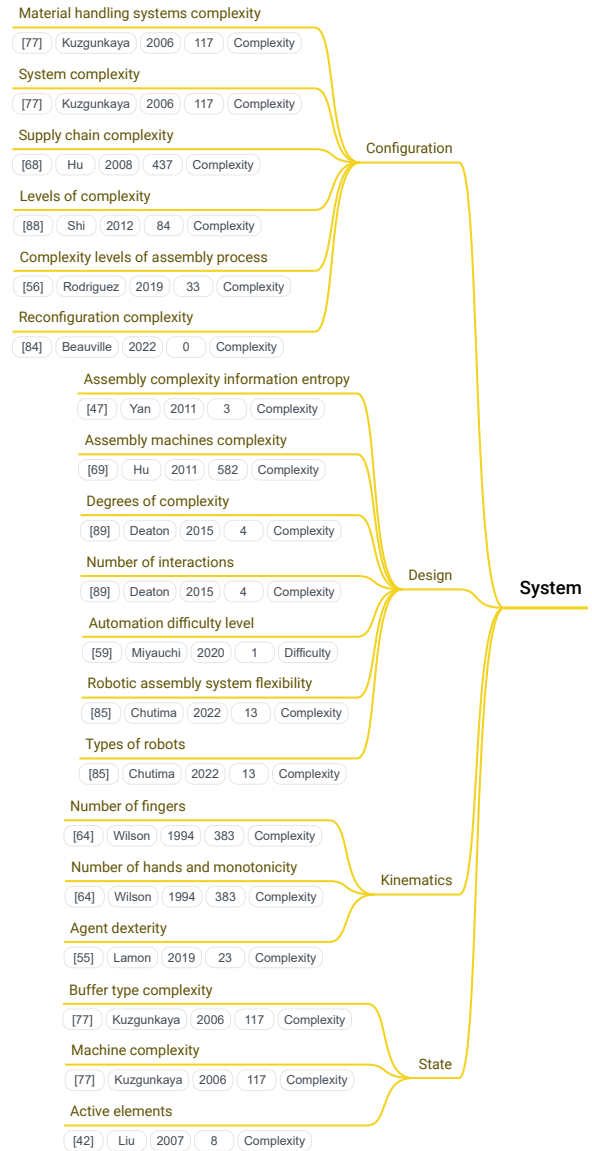 Material handling systems complexity
[77] Kuzgunkaya 2006 117 Complexity
System complexity
[77] Kuzgunkaya 2006 117 Complexity
Supply chain complexity
[68] Hu 2008 437 Complexity
Configuration
Levels of complexity
[88] Shi 2012 84 Complexity
Complexity levels of assembly process
[56] Rodriguez 2019 33 Complexity
Reconfiguration complexity
[84] Beauville 2022 0 Complexity
Assembly complexity information entropy
[47] Yan 2011 3 Complexity
Assembly machines complexity
[69] Hu 2011 582 Complexity
Degrees of complexity
[89] Deaton 2015 4 Complexity
Number of interactions
[89] Deaton 2015 4 Complexity
Design
System
Automation difficulty level
[59] Miyauchi 2020 1 Difficulty
Robotic assembly system flexibility
[85] Chutima 2022 13 Complexity
Types of robots
[85] Chutima 2022 13 Complexity
Number of fingers
[64] Wilson 1994 383 Complexity
Number of hands and monotonicity
[64] Wilson 1994 383 Complexity
Kinematics
Agent dexterity
[55] Lamon 2019 23 Complexity
Buffer type complexity
[77] Kuzgunkaya 2006 117 Complexity
Machine complexity
[77] Kuzgunkaya 2006 117 Complexity
State
Active elements
[42] Liu 2007 8 Complexity